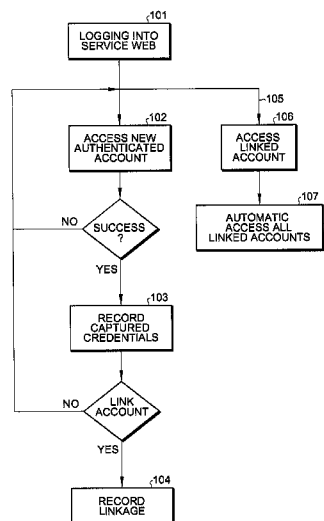 101
LOGGING INTO
SERVICE WEB
102
ACCESS NEW
AUTHENTICATED
ACCOUNT
105
106
ACCESS
LINKED
ACCOUNT
107
AUTOMATIC
ACCESS ALL
LINKED ACCOUNTS
NO
SUCCESS
?
YES
103
RECORD
CAPTURED
CREDENTIALS
NO
LINK
ACCOUNT
YES
104
RECORD
LINKAGE